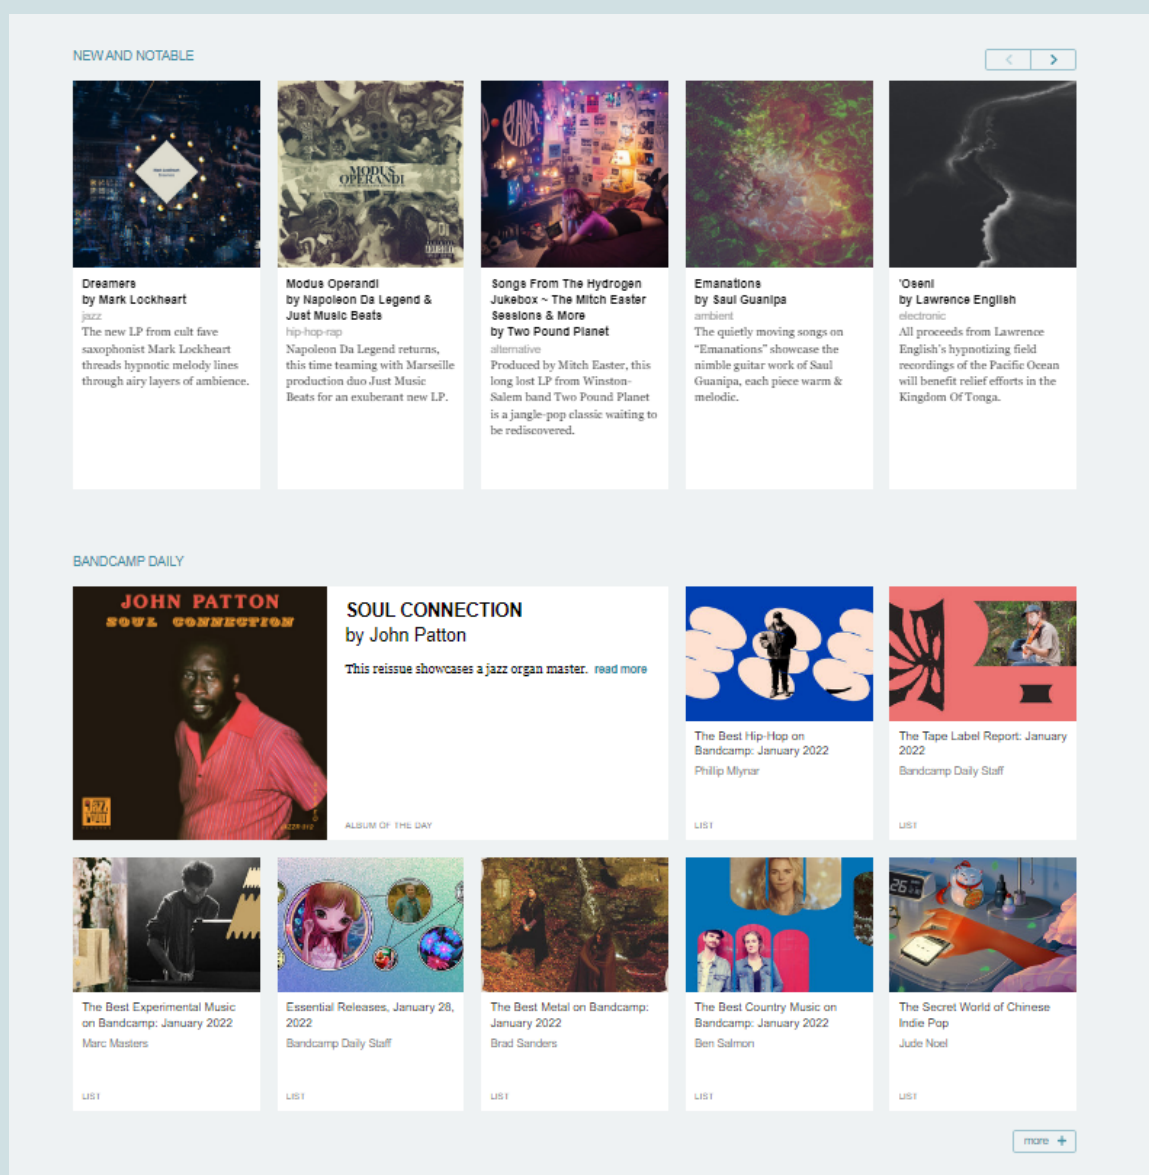 NEW AND NOTABLE
MODUS
OPERANDI
PLANET
Dreamers
by Mark Lockheart
jazz
The new LP from cult fave
saxophonist Mark Lockheart
threads hypnotic melody lines
through airy layers of ambience.
Modus Operandi
by Napoleon Da Legend &
Just Music Beats
hip-hop-rap
Napoleon Da Legend returns,
this time teaming with Marseille
production duo Just Music
Beats for an exuberant new LP.
Songs From The Hydrogen
Jukebox ~ The Mitch Easter
Sessions & More
by Two Pound Planet
alternative
Produced by Mitch Easter, this
long lost LP from Winston-
Salem band Two Pound Planet
is a jangle-pop classic waiting to
be rediscovered.
Emanations
by Saul Guanipa
ambient
The quietly moving songs on
“Emanations” showcase the
nimble guitar work of Saul
Guanipa, each piece warm &
melodic.
'Oseni
by Lawrence English
electronic
All proceeds from Lawrence
English’s hypnotizing field
recordings of the Pacific Ocean
will benefit relief efforts in the
Kingdom Of Tonga.
BANDCAMP DAILY
JOHN PATTON
SOUL CONNECTION
Jazz
STEREO
JAZZR 012
SOUL CONNECTION
by John Patton
This reissue showcases a jazz organ master. read more
ALBUM OF THE DAY
The Best Hip-Hop on
Bandcamp: January 2022
Phillip Mlynar
LIST
The Tape Label Report: January
2022
Bandcamp Daily Staff
LIST
The Best Experimental Music
on Bandcamp: January 2022
Marc Masters
LIST
Essential Releases, January 28,
2022
Bandcamp Daily Staff
LIST
The Best Metal on Bandcamp:
January 2022
Brad Sanders
LIST
The Best Country Music on
Bandcamp: January 2022
Ben Salmon
LIST
26
The Secret World of Chinese
Indie Pop
Jude Noel
LIST
more +